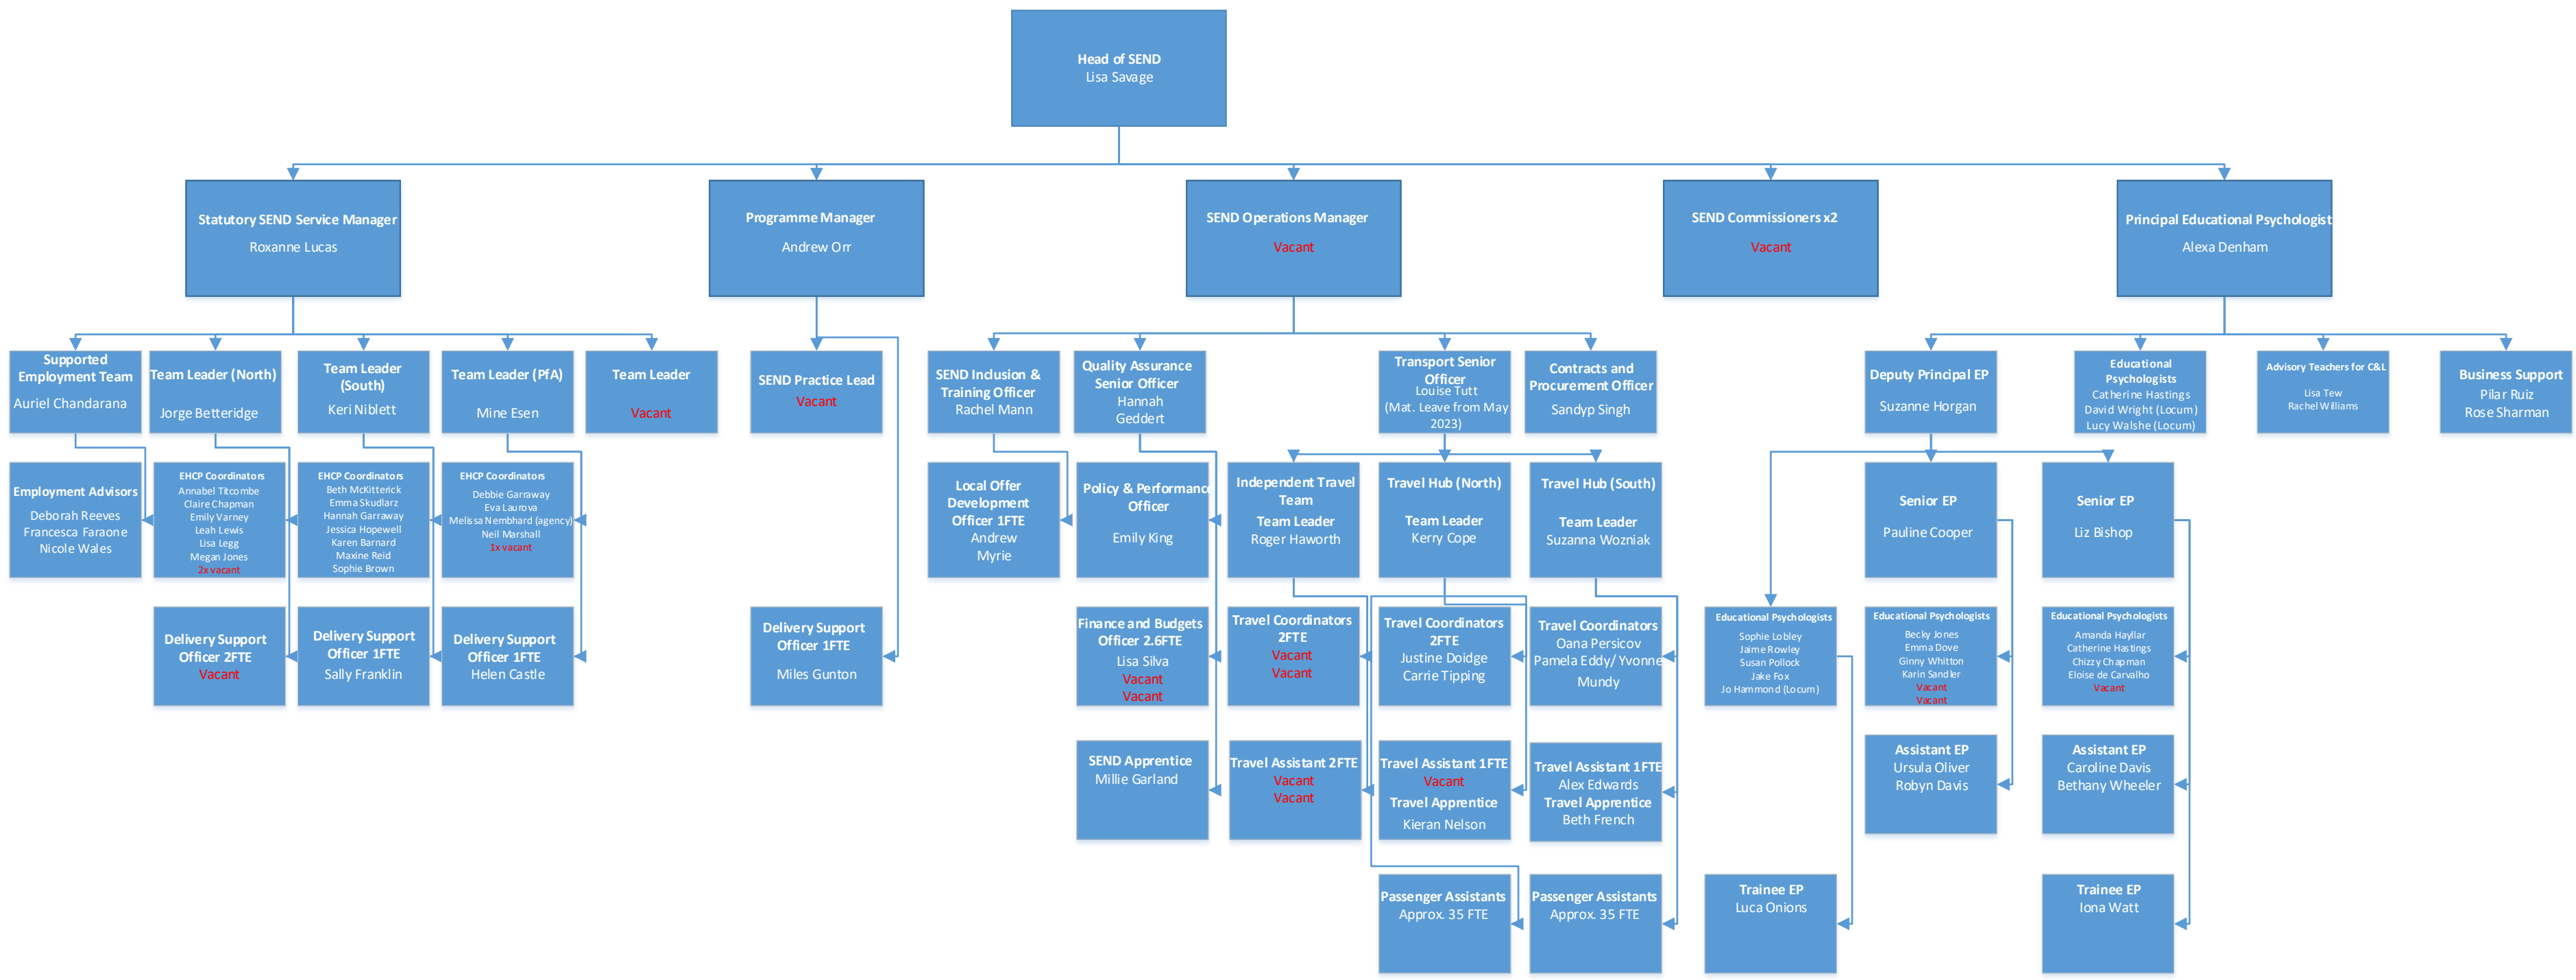 Head of SEND
Lisa Savage
Statutory SEND Service Manager
Roxanne Lucas
Programme Manager
Andrew Orr
SEND Operations Manager
Vacant
SEND Commissioners x2
Vacant
Principal Educational Psychologist
Alexa Denham
Supported
Employment Team
Auriel Chandarana
Team Leader (North)
Jorge Betteridge
Team Leader
(South)
Keri Niblett
Team Leader (PfA)
Mine Esen
Team Leader
Vacant
SEND Practice Lead
Vacant
SEND Inclusion &
Training Officer
Rachel Mann
Quality Assurance
Senior Officer
Hannah
Geddert
Transport Senior
Officer
Louise Tutt
(Mat. Leave from May
2023)
Contracts and
Procurement Officer
Sandyp Singh
Deputy Principal EP
Suzanne Horgan
Educational
Psychologists
Catherine Hastings
David Wright (Locum)
Lucy Walshe (Locum)
Advisory Teachers for C&L
Lisa Tew
Rachel Williams
Business Support
Pilar Ruiz
Rose Sharman
Employment Advisors
Deborah Reeves
Francesca Faraone
Nicole Wales
EHCP Coordinators
Annabel Titcombe
Claire Chapman
Emily Varney
Leah Lewis
Lisa Legg
Megan Jones
2x vacant
EHCP Coordinators
Beth McKitterick
Emma Skudlarz
Hannah Garraway
Jessica Hopewell
Karen Barnard
Maxine Reid
Sophie Brown
EHCP Coordinators
Debbie Garraway
Eva Laurova
Melissa Nembhard (agency)
Neil Marshall
1x vacant
Local Offer
Development
Officer 1FTE
Andrew
Myrie
Policy & Performance
Officer
Emily King
Independent Travel
Team
Team Leader
Roger Haworth
Travel Hub (North)
Team Leader
Kerry Cope
Travel Hub (South)
Team Leader
Suzanna Wozniak
Senior EP
Pauline Cooper
Senior EP
Liz Bishop
Delivery Support
Officer 2FTE
Vacant
Delivery Support
Officer 1FTE
Sally Franklin
Delivery Support
Officer 1FTE
Helen Castle
Delivery Support
Officer 1FTE
Miles Gunton
Finance and Budgets
Officer 2.6FTE
Lisa Silva
Vacant
Vacant
Travel Coordinators
2FTE
Vacant
Vacant
Travel Coordinators
2FTE
Justine Doidge
Carrie Tipping
Travel Coordinators
Oana Persicov
Pamela Eddy/ Yvonne
Mundy
Educational Psychologists
Sophie Lobley
Jaime Rowley
Susan Pollock
Jake Fox
Jo Hammond (Locum)
Educational Psychologists
Becky Jones
Emma Dove
Ginny Whitton
Karin Sandler
Vacant
Vacant
Educational Psychologists
Amanda Hayllar
Catherine Hastings
Chizzy Chapman
Eloise de Carvalho
Vacant
SEND Apprentice
Millie Garland
Travel Assistant 2FTE
Vacant
Vacant
Travel Assistant 1FTE
Vacant
Travel Apprentice
Kieran Nelson
Travel Assistant 1FTE
Alex Edwards
Travel Apprentice
Beth French
Assistant EP
Ursula Oliver
Robyn Davis
Assistant EP
Caroline Davis
Bethany Wheeler
Passenger Assistants
Approx. 35 FTE
Passenger Assistants
Approx. 35 FTE
Trainee EP
Luca Onions
Trainee EP
Iona Watt